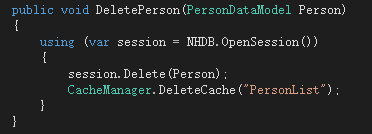 public void DeletePerson(PersonDataModel Person)
{
    using (var session = NHDB.OpenSession())
    {
        session.Delete(Person);
        CacheManager.DeleteCache("PersonList");
    }
}